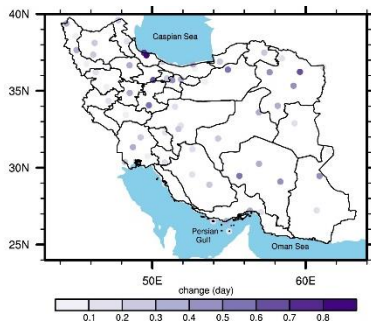 40N
Caspian Sea
35N
30N
Persian
Gulf
25N
Oman Sea
50E 60E
change (day)
0.1 0.2 0.3 0.4 0.5 0.6 0.7 0.8